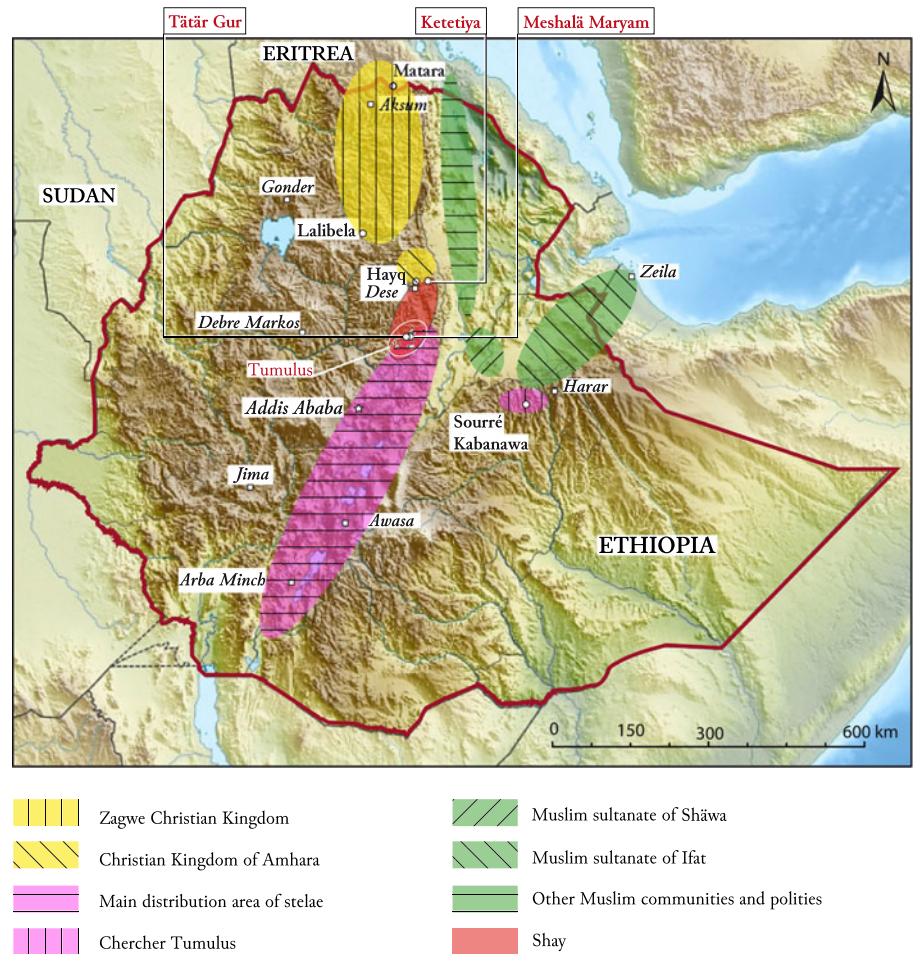 Tätär Gur
Ketetiya
Meshalä Maryam
ERITREA
Matara
N
Aksum
SUDAN
Gonder
Lalibela
Hayq
Dese
Zeila
Debre Markos
Tumulus
Harar
Addis Ababa
Sourré
Kabanawa
Jima
Awasa
ETHIOPIA
Arba Minch
0 150 300 600 km
Zagwe Christian Kingdom
Christian Kingdom of Amhara
Main distribution area of stelae
Chercher Tumulus
Muslim sultanate of Shäwa
Muslim sultanate of Ifat
Other Muslim communities and polities
Shay